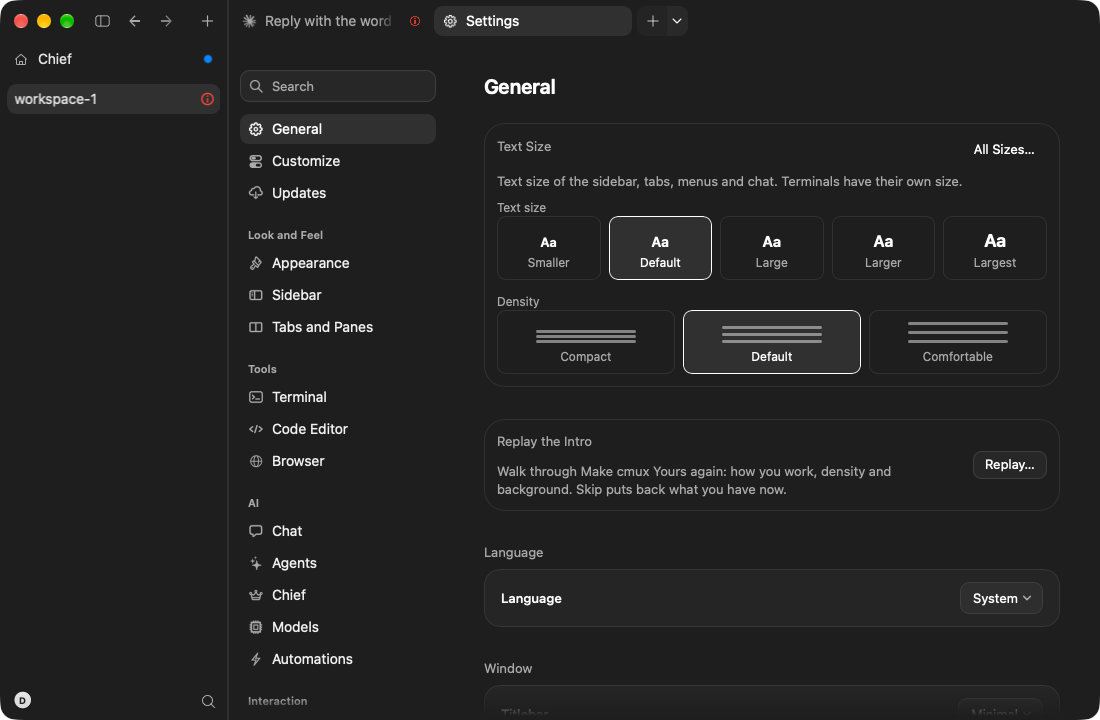 Reply with the word
Settings
Chief
workspace-1
Search
General
Customize
Updates
Look and Feel
Appearance
Sidebar
Tabs and Panes
Tools
Terminal
Code Editor
Browser
AI
Chat
Agents
Chief
Models
Automations
Interaction
D
General
Text Size
All Sizes...
Text size of the sidebar, tabs, menus and chat. Terminals have their own size.
Text size
Aa
Smaller
Aa
Default
Aa
Large
Aa
Larger
Aa
Largest
Density
Compact
Default
Comfortable
Replay the Intro
Walk through Make cmux Yours again: how you work, density and
background. Skip puts back what you have now.
Replay...
Language
Language
System
Window
Titlebar
Minimal